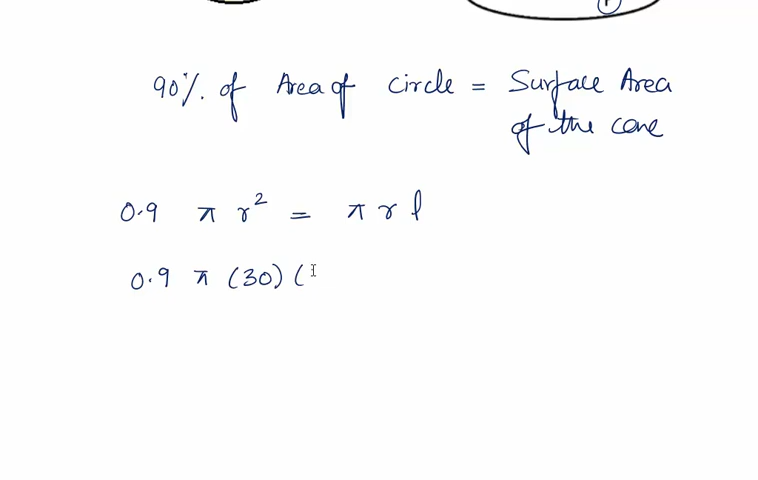 r
90% of Area of Circle = Surface Area
of the cone
0.9 π r² = π r l
0.9 π (30) (